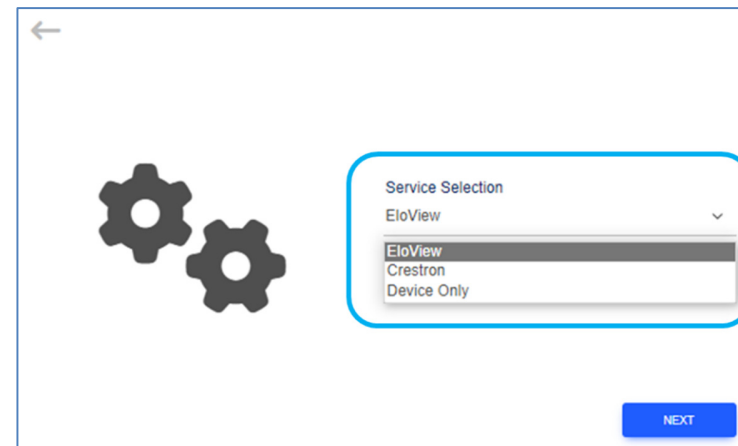 Service Selection
EloView
EloView
Crestron
Device Only
NEXT